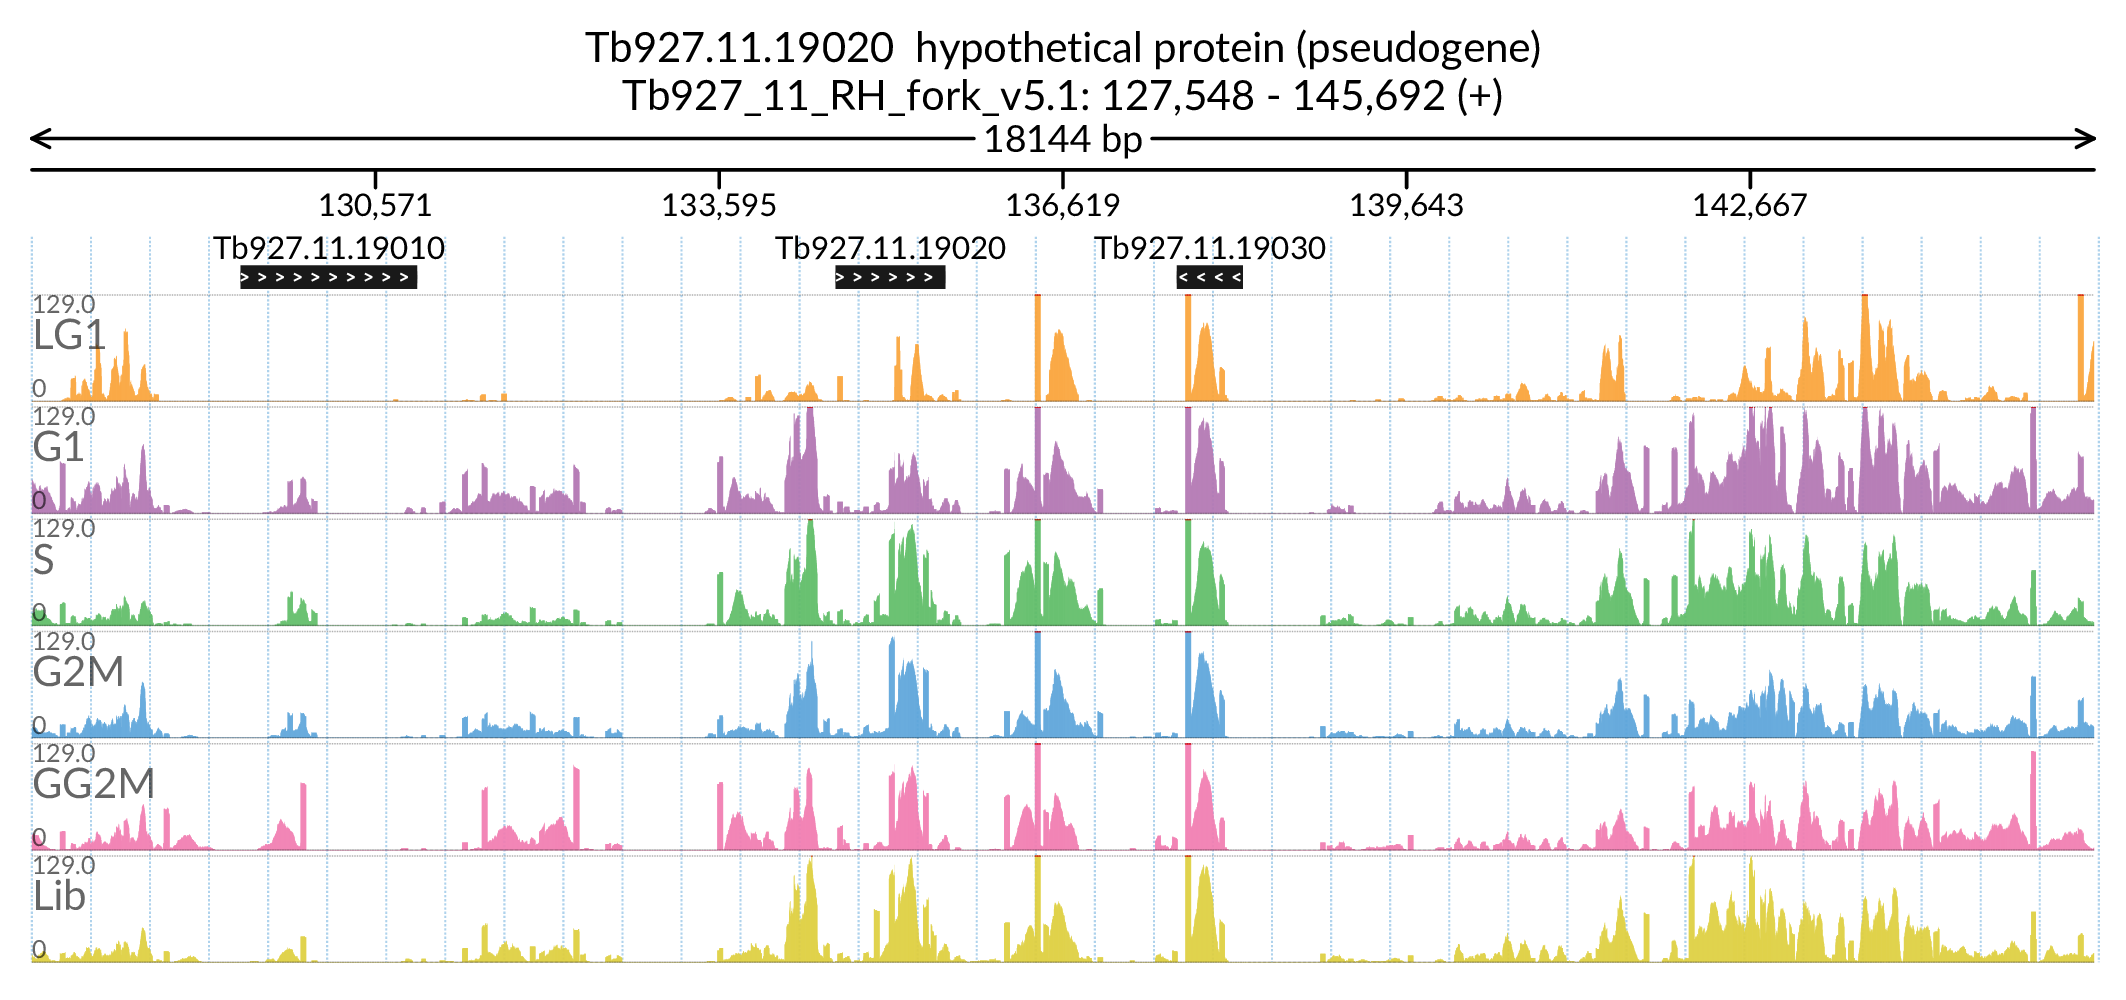 Tb927.11.19020  hypothetical protein (pseudogene)
Tb927_11_RH_fork_v5.1: 127,548 - 145,692 (+)
18144 bp
130,571 133,595 136,619 139,643 142,667
Tb927.11.19010 Tb927.11.19020 Tb927.11.19030
129.0
LG1
0
129.0
G1
0
129.0
S
0
129.0
G2M
0
129.0
GG2M
0
129.0
Lib
0